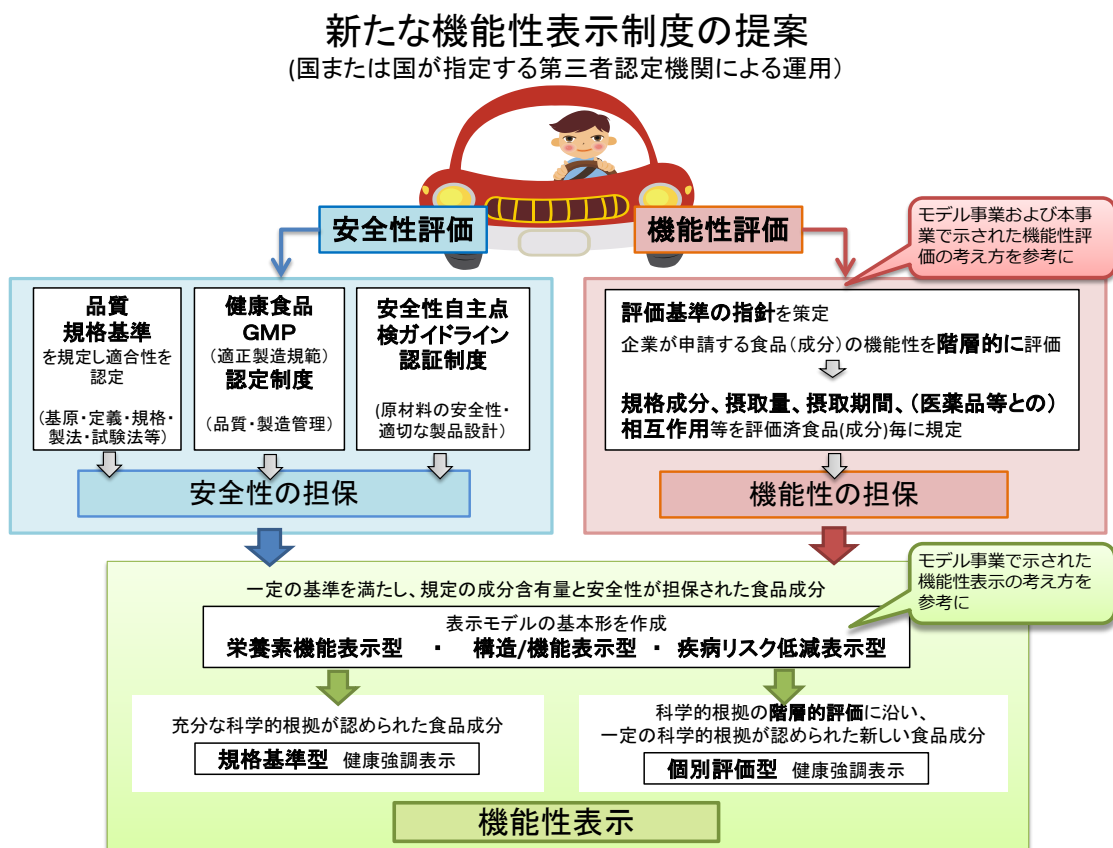 新たな機能性表示制度の提案
(国または国が指定する第三者認定機関による運用）
安全性評価
機能性評価
モデル事業および本事
業で示された機能性評
価の考え方を参考に
品質
規格基準
を規定し適合性を
認定
（基原・定義・規格・
製法・試験法等）
健康食品
GMP
（適正製造規範）
認定制度
（品質・製造管理）
安全性自主点
検ガイドライン
認証制度
（原材料の安全性・
適切な製品設計）
安全性の担保
評価基準の指針を策定
企業が申請する食品（成分）の機能性を階層的に評価
規格成分、摂取量、摂取期間、（医薬品等との）
相互作用等を評価済食品(成分)毎に規定
機能性の担保
モデル事業で示された
機能性表示の考え方を
参考に
一定の基準を満たし、規定の成分含有量と安全性が担保された食品成分
表示モデルの基本形を作成
栄養素機能表示型 ・ 構造/機能表示型 ・ 疾病リスク低減表示型
充分な科学的根拠が認められた食品成分
規格基準型 健康強調表示
科学的根拠の階層的評価に沿い、
一定の科学的根拠が認められた新しい食品成分
個別評価型 健康強調表示
機能性表示